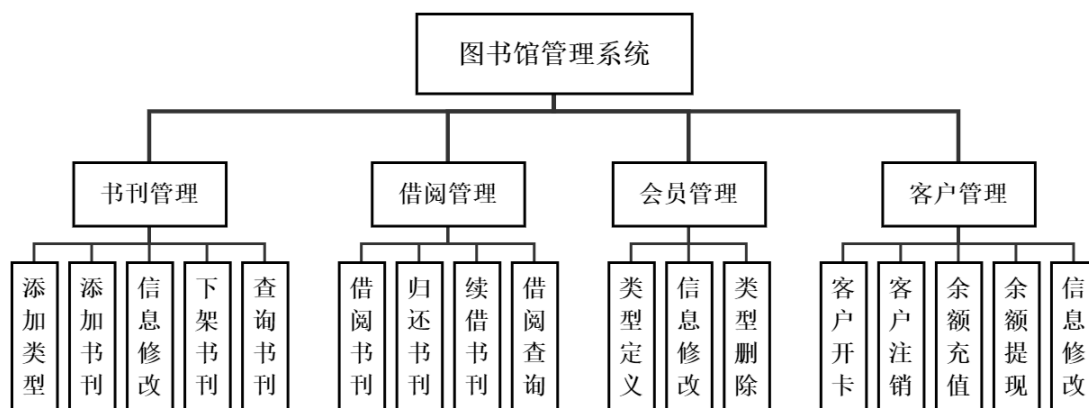 图书馆管理系统
书刊管理
借阅管理
会员管理
客户管理
添加类型
添加书刊
信息修改
下架书刊
查询书刊
借阅书刊
归还书刊
续借书刊
借阅查询
类型定义
信息修改
类型删除
客户开卡
客户注销
余额充值
余额提现
信息修改